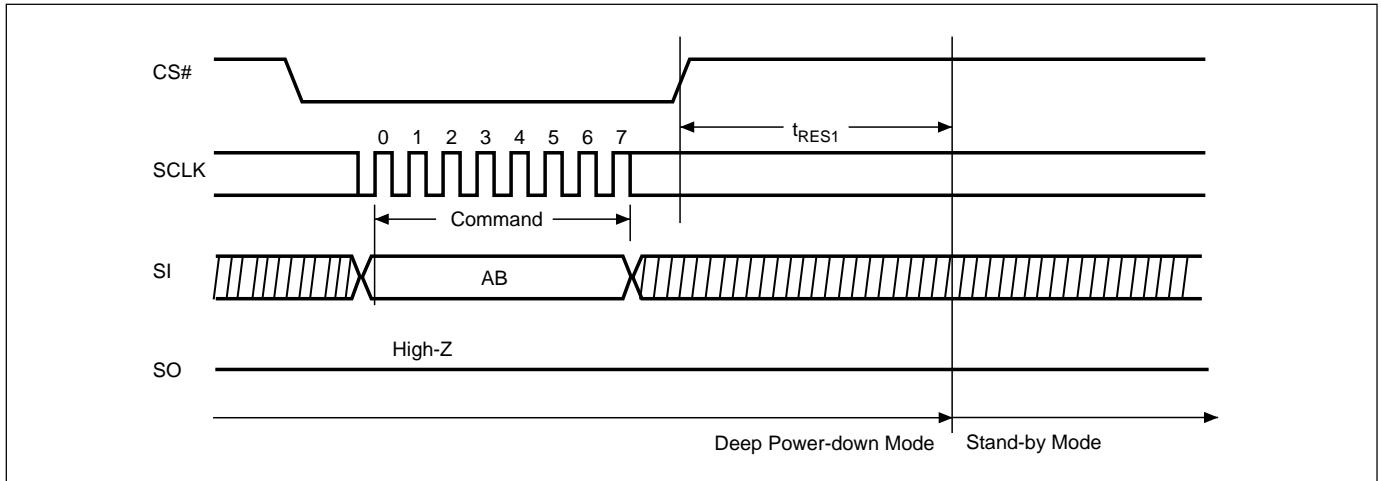 CS#
t_RES1
0 1 2 3 4 5 6 7
SCLK
Command
SI
AB
High-Z
SO
Deep Power-down Mode Stand-by Mode